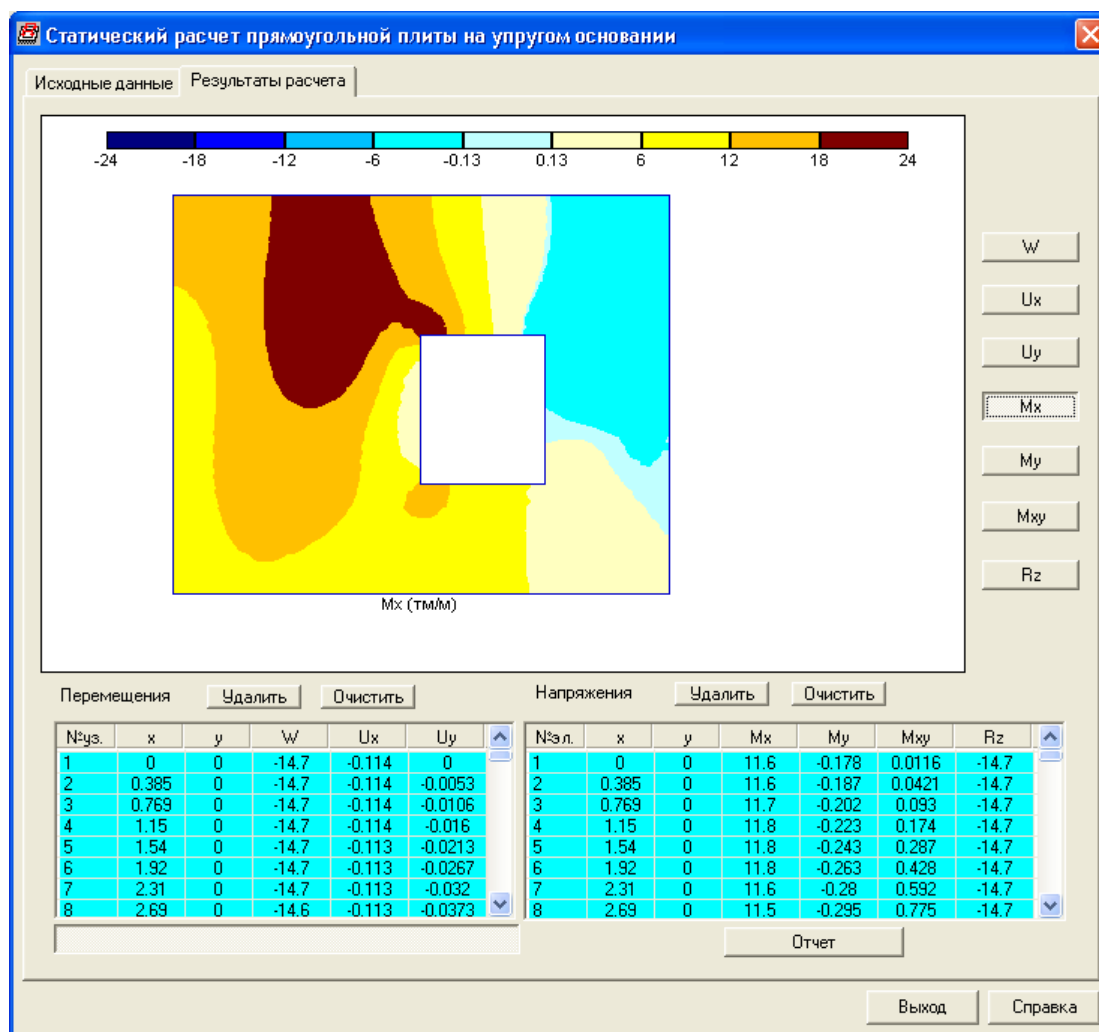 Статический расчет прямоугольной плиты на упругом основании
Исходные данные Результаты расчета
-24 -18 -12 -6 -0.13 0.13 6 12 18 24
W
Ux
Uy
Mx
My
Mxy
Rz
Mx (тм/м)
Перемещения Удалить Очистить
Напряжения Удалить Очистить
№уз. x y W Ux Uy
1 0 0 -14.7 -0.114 0
2 0.385 0 -14.7 -0.114 -0.0053
3 0.769 0 -14.7 -0.114 -0.0106
4 1.15 0 -14.7 -0.114 -0.016
5 1.54 0 -14.7 -0.113 -0.0213
6 1.92 0 -14.7 -0.113 -0.0267
7 2.31 0 -14.7 -0.113 -0.032
8 2.69 0 -14.6 -0.113 -0.0373
№эл. x y Mx My Mxy Rz
1 0 0 11.6 -0.178 0.0116 -14.7
2 0.385 0 11.6 -0.187 0.0421 -14.7
3 0.769 0 11.7 -0.202 0.093 -14.7
4 1.15 0 11.8 -0.223 0.174 -14.7
5 1.54 0 11.8 -0.243 0.287 -14.7
6 1.92 0 11.8 -0.263 0.428 -14.7
7 2.31 0 11.6 -0.28 0.592 -14.7
8 2.69 0 11.5 -0.295 0.775 -14.7
Отчет
Выход Справка